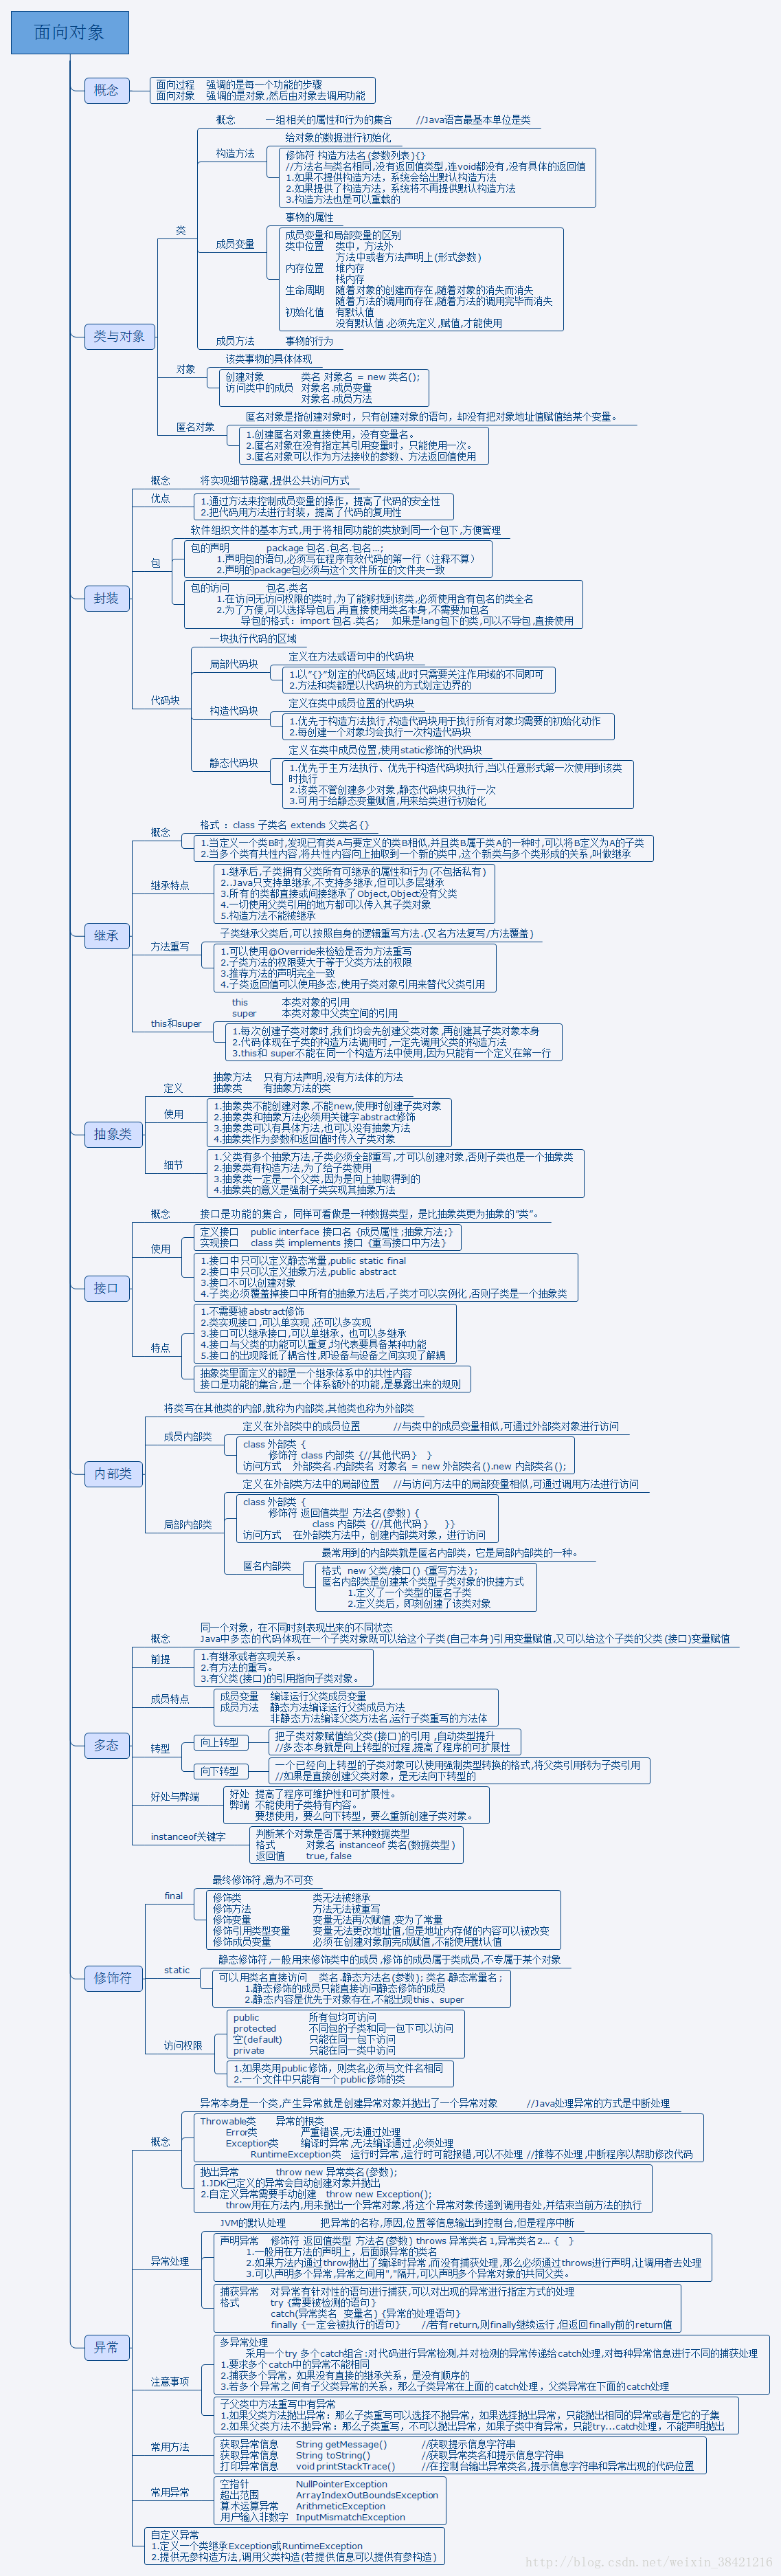 面向对象
概念
面向过程 强调的是每一个功能的步骤
面向对象 强调的是对象,然后由对象去调用功能
类与对象
类
概念 一组相关的属性和行为的集合 //Java语言最基本单位是类
构造方法
给对象的数据进行初始化
修饰符 构造方法名(参数列表){}
//方法名与类名相同,没有返回值类型,连void都没有,没有具体的返回值
1.如果不提供构造方法，系统会给出默认构造方法
2.如果提供了构造方法，系统将不再提供默认构造方法
3.构造方法也是可以重载的
成员变量
事物的属性
成员变量和局部变量的区别
类中位置 类中，方法外
方法中或者方法声明上(形式参数)
内存位置 堆内存
栈内存
生命周期 随着对象的创建而存在,随着对象的消失而消失
随着方法的调用而存在,随着方法的调用完毕而消失
初始化值 有默认值
没有默认值.必须先定义,赋值,才能使用
成员方法 事物的行为
对象
该类事物的具体体现
创建对象 类名 对象名 = new 类名();
访问类中的成员 对象名.成员变量
对象名.成员方法
匿名对象
匿名对象是指创建对象时，只有创建对象的语句，却没有把对象地址值赋值给某个变量。
1.创建匿名对象直接使用，没有变量名。
2.匿名对象在没有指定其引用变量时，只能使用一次。
3.匿名对象可以作为方法接收的参数、方法返回值使用
封装
概念 将实现细节隐藏,提供公共访问方式
优点
1.通过方法来控制成员变量的操作，提高了代码的安全性
2.把代码用方法进行封装，提高了代码的复用性
包
软件组织文件的基本方式,用于将相同功能的类放到同一个包下,方便管理
包的声明 package 包名.包名.包名...;
1.声明包的语句,必须写在程序有效代码的第一行（注释不算）
2.声明的package包必须与这个文件所在的文件夹一致
包的访问 包名.类名
1.在访问无访问权限的类时,为了能够找到该类,必须使用含有包名的类全名
2.为了方便,可以选择导包后,再直接使用类名本身,不需要加包名
导包的格式：import 包名.类名; 如果是lang包下的类,可以不导包,直接使用
代码块
一块执行代码的区域
局部代码块
定义在方法或语句中的代码块
1.以"{}"划定的代码区域,此时只需要关注作用域的不同即可
2.方法和类都是以代码块的方式划定边界的
构造代码块
定义在类中成员位置的代码块
1.优先于构造方法执行,构造代码块用于执行所有对象均需要的初始化动作
2.每创建一个对象均会执行一次构造代码块
静态代码块
定义在类中成员位置,使用static修饰的代码块
1.优先于主方法执行、优先于构造代码块执行,当以任意形式第一次使用到该类
时执行
2.该类不管创建多少对象,静态代码块只执行一次
3.可用于给静态变量赋值,用来给类进行初始化
继承
概念
格式 : class 子类名 extends 父类名{}
1.当定义一个类B时,发现已有类A与要定义的类B相似,并且类B属于类A的一种时,可以将B定义为A的子类
2.当多个类有共性内容,将共性内容向上抽取到一个新的类中,这个新类与多个类形成的关系,叫做继承
继承特点
1.继承后,子类拥有父类所有可继承的属性和行为(不包括私有)
2..Java只支持单继承,不支持多继承,但可以多层继承
3.所有的类都直接或间接继承了Object,Object没有父类
4.一切使用父类引用的地方都可以传入其子类对象
5.构造方法不能被继承
方法重写
子类继承父类后,可以按照自身的逻辑重写方法.(又名方法复写/方法覆盖)
1.可以使用@Override来检验是否为方法重写
2.子类方法的权限要大于等于父类方法的权限
3.推荐方法的声明完全一致
4.子类返回值可以使用多态,使用子类对象引用来替代父类引用
this和super
this 本类对象的引用
super 本类对象中父类空间的引用
1.每次创建子类对象时,我们均会先创建父类对象,再创建其子类对象本身
2.代码体现在子类的构造方法调用时,一定先调用父类的构造方法
3.this和 super不能在同一个构造方法中使用,因为只能有一个定义在第一行
抽象类
定义
抽象方法 只有方法声明,没有方法体的方法
抽象类 有抽象方法的类
使用
1.抽象类不能创建对象,不能new,使用时创建子类对象
2.抽象类和抽象方法必须用关键字abstract修饰
3.抽象类可以有具体方法,也可以没有抽象方法
4.抽象类作为参数和返回值时传入子类对象
细节
1.父类有多个抽象方法,子类必须全部重写,才可以创建对象,否则子类也是一个抽象类
2.抽象类有构造方法,为了给子类使用
3.抽象类一定是一个父类,因为是向上抽取得到的
4.抽象类的意义是强制子类实现其抽象方法
接口
概念 接口是功能的集合，同样可看做是一种数据类型，是比抽象类更为抽象的"类"。
使用
定义接口 public interface 接口名 {成员属性;抽象方法;}
实现接口 class 类 implements 接口 {重写接口中方法}
1.接口中只可以定义静态常量,public static final
2.接口中只可以定义抽象方法,public abstract
3.接口不可以创建对象
4.子类必须覆盖掉接口中所有的抽象方法后,子类才可以实例化,否则子类是一个抽象类
特点
1.不需要被abstract修饰
2.类实现接口,可以单实现,还可以多实现
3.接口可以继承接口,可以单继承，也可以多继承
4.接口与父类的功能可以重复,均代表要具备某种功能
5.接口的出现降低了耦合性,即设备与设备之间实现了解耦
抽象类里面定义的都是一个继承体系中的共性内容
接口是功能的集合,是一个体系额外的功能,是暴露出来的规则
内部类
将类写在其他类的内部,就称为内部类,其他类也称为外部类
成员内部类
定义在外部类中的成员位置 //与类中的成员变量相似,可通过外部类对象进行访问
class 外部类 {
修饰符 class 内部类 {//其他代码} }
访问方式 外部类名.内部类名 对象名 = new 外部类名().new 内部类名();
局部内部类
定义在外部类方法中的局部位置 //与访问方法中的局部变量相似,可通过调用方法进行访问
class 外部类 {
修饰符 返回值类型 方法名(参数) {
class 内部类 {//其他代码} }}
访问方式 在外部类方法中，创建内部类对象，进行访问
匿名内部类
最常用到的内部类就是匿名内部类，它是局部内部类的一种。
格式 new 父类/接口() {重写方法};
匿名内部类是创建某个类型子类对象的快捷方式
1.定义了一个类型的匿名子类
2.定义类后，即刻创建了该类对象
多态
概念
同一个对象，在不同时刻表现出来的不同状态
Java中多态的代码体现在一个子类对象既可以给这个子类(自己本身)引用变量赋值,又可以给这个子类的父类(接口)变量赋值
前提
1.有继承或者实现关系。
2.有方法的重写。
3.有父类(接口)的引用指向子类对象。
成员特点
成员变量 编译运行父类成员变量
成员方法 静态方法编译运行父类成员方法
非静态方法编译父类方法名,运行子类重写的方法体
转型
向上转型
把子类对象赋值给父类(接口)的引用 ,自动类型提升
//多态本身就是向上转型的过程,提高了程序的可扩展性
向下转型
一个已经向上转型的子类对象可以使用强制类型转换的格式,将父类引用转为子类引用
//如果是直接创建父类对象，是无法向下转型的
好处与弊端
好处 提高了程序可维护性和可扩展性。
弊端 不能使用子类特有内容。
要想使用，要么向下转型，要么重新创建子类对象。
instanceof关键字
判断某个对象是否属于某种数据类型
格式 对象名 instanceof 类名(数据类型)
返回值 true, false
修饰符
final
最终修饰符,意为不可变
修饰类 类无法被继承
修饰方法 方法无法被重写
修饰变量 变量无法再次赋值,变为了常量
修饰引用类型变量 变量无法更改地址值,但是地址内存储的内容可以被改变
修饰成员变量 必须在创建对象前完成赋值,不能使用默认值
static
静态修饰符,一般用来修饰类中的成员,修饰的成员属于类成员,不专属于某个对象
可以用类名直接访问 类名.静态方法名(参数); 类名.静态常量名;
1.静态修饰的成员只能直接访问静态修饰的成员
2.静态内容是优先于对象存在,不能出现this、super
访问权限
public 所有包均可访问
protected 不同包的子类和同一包下可以访问
空(default) 只能在同一包下访问
private 只能在同一类中访问
1.如果类用public修饰，则类名必须与文件名相同
2.一个文件中只能有一个public修饰的类
异常
概念
异常本身是一个类,产生异常就是创建异常对象并抛出了一个异常对象 //Java处理异常的方式是中断处理
Throwable类 异常的根类
Error类 严重错误,无法通过处理
Exception类 编译时异常,无法编译通过,必须处理
RuntimeException类 运行时异常,运行时可能报错,可以不处理 //推荐不处理,中断程序以帮助修改代码
抛出异常 throw new 异常类名(参数);
1.JDK已定义的异常会自动创建对象并抛出
2.自定义异常需要手动创建 throw new Exception();
throw用在方法内,用来抛出一个异常对象,将这个异常对象传递到调用者处,并结束当前方法的执行
异常处理
JVM的默认处理 把异常的名称,原因,位置等信息输出到控制台,但是程序中断
声明异常 修饰符 返回值类型 方法名(参数) throws 异常类名1,异常类名2... { }
1.一般用在方法的声明上，后面跟异常的类名
2.如果方法内通过throw抛出了编译时异常,而没有捕获处理,那么必须通过throws进行声明,让调用者去处理
3.可以声明多个异常,异常之间用","隔开,可以声明多个异常对象的共同父类。
捕获异常 对异常有针对性的语句进行捕获,可以对出现的异常进行指定方式的处理
格式 try {需要被检测的语句}
catch(异常类名 变量名) {异常的处理语句}
finally {一定会被执行的语句} //若有return,则finally继续运行,但返回finally前的return值
注意事项
多异常处理
采用一个try 多个catch组合:对代码进行异常检测,并对检测的异常传递给catch处理,对每种异常信息进行不同的捕获处理
1.要求多个catch中的异常不能相同
2.捕获多个异常，如果没有直接的继承关系，是没有顺序的
3.若多个异常之间有子父类异常的关系，那么子类异常在上面的catch处理，父类异常在下面的catch处理
子父类中方法重写中有异常
1.如果父类方法抛出异常：那么子类重写可以选择不抛异常，如果选择抛出异常，只能抛出相同的异常或者是它的子集
2.如果父类方法不抛异常：那么子类重写，不可以抛出异常，如果子类中有异常，只能try...catch处理，不能声明抛出
常用方法
获取异常信息 String getMessage() //获取提示信息字符串
获取异常信息 String toString() //获取异常类名和提示信息字符串
打印异常信息 void printStackTrace() //在控制台输出异常类名,提示信息字符串和异常出现的代码位置
常用异常
空指针 NullPointerException
超出范围 ArrayIndexOutBoundsException
算术运算异常 ArithmeticException
用户输入非数字 InputMismatchException
自定义异常
1.定义一个类继承Exception或RuntimeException
2.提供无参构造方法,调用父类构造(若提供信息可以提供有参构造)
http://blog.csdn.net/weixin_38421216